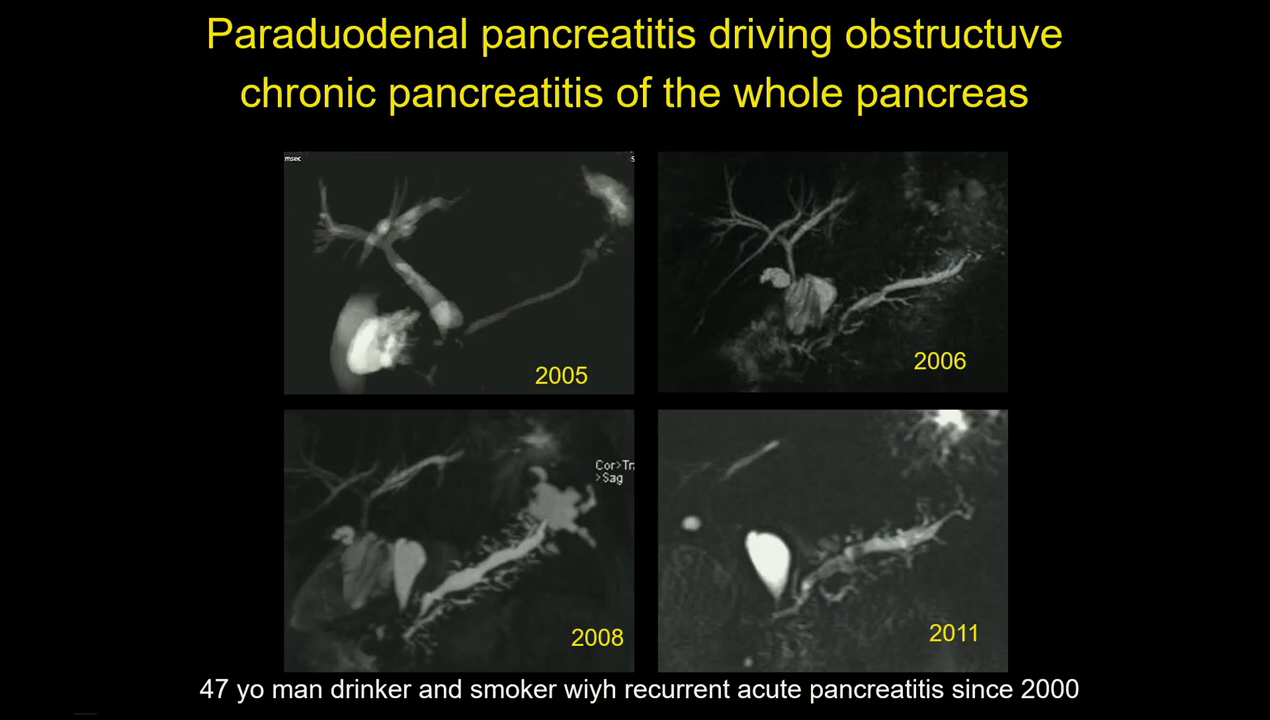 Paraduodenal pancreatitis driving obstructuve
chronic pancreatitis of the whole pancreas
msec
S
2005
2006
Cor>Tr
>Sag
2008
2011
47 yo man drinker and smoker wiyh recurrent acute pancreatitis since 2000